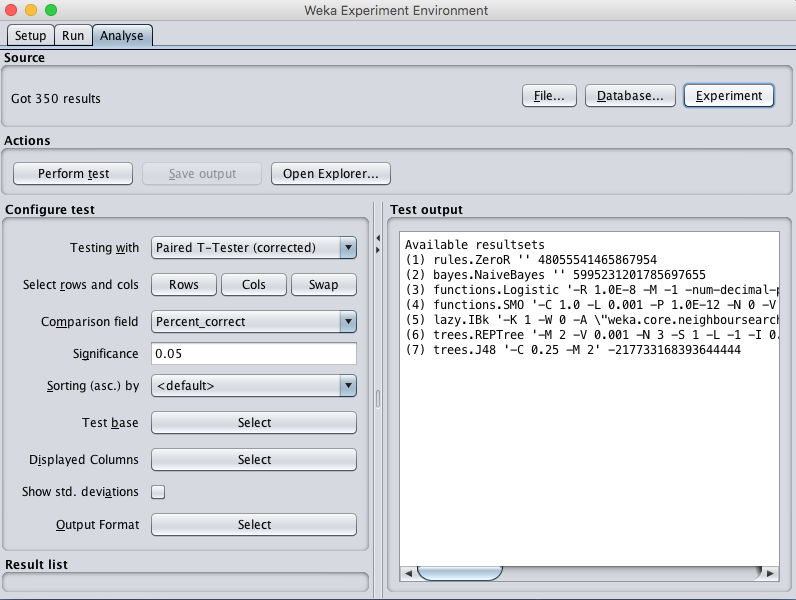 Weka Experiment Environment
Setup Run Analyse
Source
Got 350 results
File... Database... Experiment
Actions
Perform test Save output Open Explorer...
Configure test
Testing with Paired T-Tester (corrected)
Select rows and cols Rows Cols Swap
Comparison field Percent_correct
Significance 0.05
Sorting (asc.) by <default>
Test base Select
Displayed Columns Select
Show std. deviations
Output Format Select
Result list
Test output
Available resultsets
(1) rules.ZeroR '' 48055541465867954
(2) bayes.NaiveBayes '' 5995231201785697655
(3) functions.Logistic '-R 1.0E-8 -M -1 -num-decimal-p
(4) functions.SMO '-C 1.0 -L 0.001 -P 1.0E-12 -N 0 -V
(5) lazy.IBk '-K 1 -W 0 -A \"weka.core.neighboursearch
(6) trees.REPTree '-M 2 -V 0.001 -N 3 -S 1 -L -1 -I 0.
(7) trees.J48 '-C 0.25 -M 2' -217733168393644444